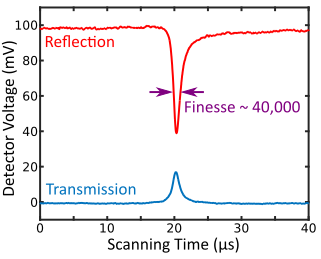 100
80
60
40
20
0
Detector Voltage (mV)
Reflection
Finesse ~ 40,000
Transmission
0 10 20 30 40
Scanning Time (μs)